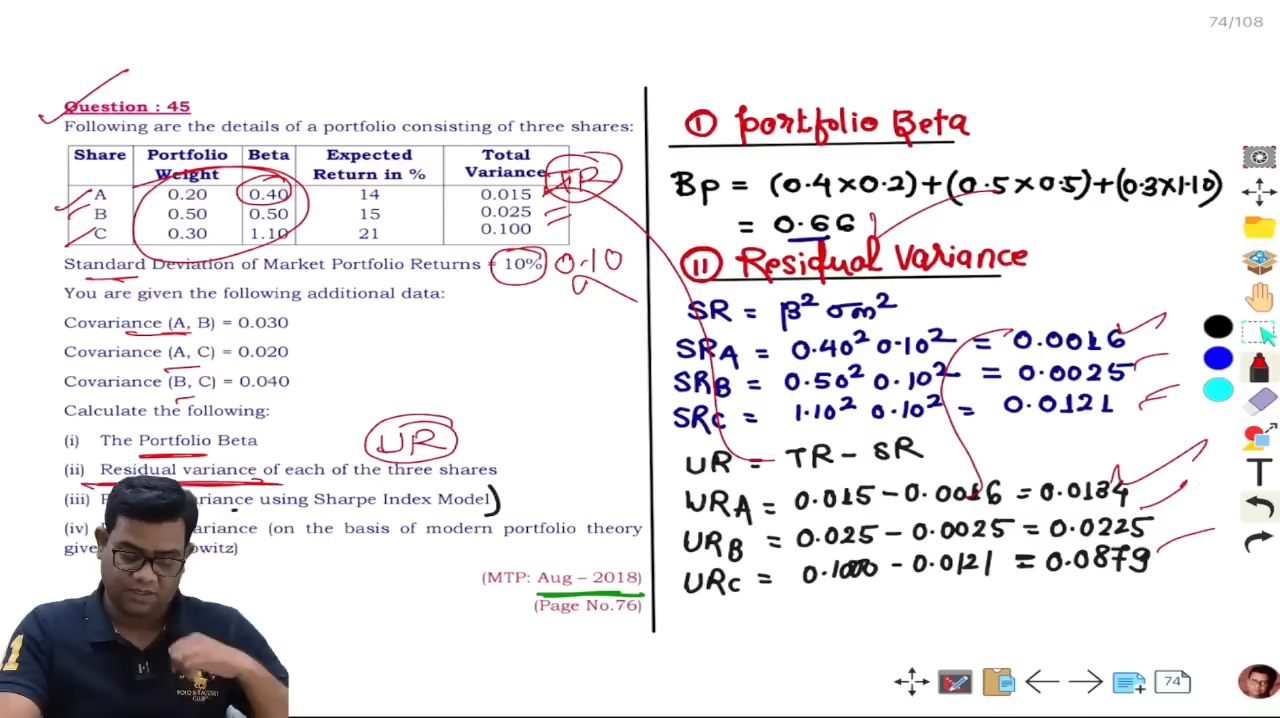 74/108
Question : 45
Following are the details of a portfolio consisting of three shares:
Share Portfolio Weight Beta Expected Return in % Total Variance TR
A 0.20 0.40 14 0.015
B 0.50 0.50 15 0.025
C 0.30 1.10 21 0.100
Standard Deviation of Market Portfolio Returns = 10% 0.10
You are given the following additional data:
Covariance (A, B) = 0.030
Covariance (A, C) = 0.020
Covariance (B, C) = 0.040
Calculate the following:
(i) The Portfolio Beta
UR
(ii) Residual variance of each of the three shares
(iii) variance using Sharpe Index Model)
(iv) variance (on the basis of modern portfolio theory
(MTP: Aug – 2018)
(Page No.76)
I Portfolio Beta
Bp = (0.4×0.2)+(0.5×0.5)+(0.3×1.10)
= 0.66
II Residual Variance
SR = β² σm²
SRA = 0.40² 0.10² = 0.0016
SRB = 0.50² 0.10² = 0.0025
SRC = 1.10² 0.10² = 0.0121
UR = TR – SR
URA = 0.015 – 0.0016 = 0.0134
URB = 0.025 – 0.0025 = 0.0225
URC = 0.1000 – 0.0121 = 0.0879
T
74
1
POLO & RACQUET
CLUB